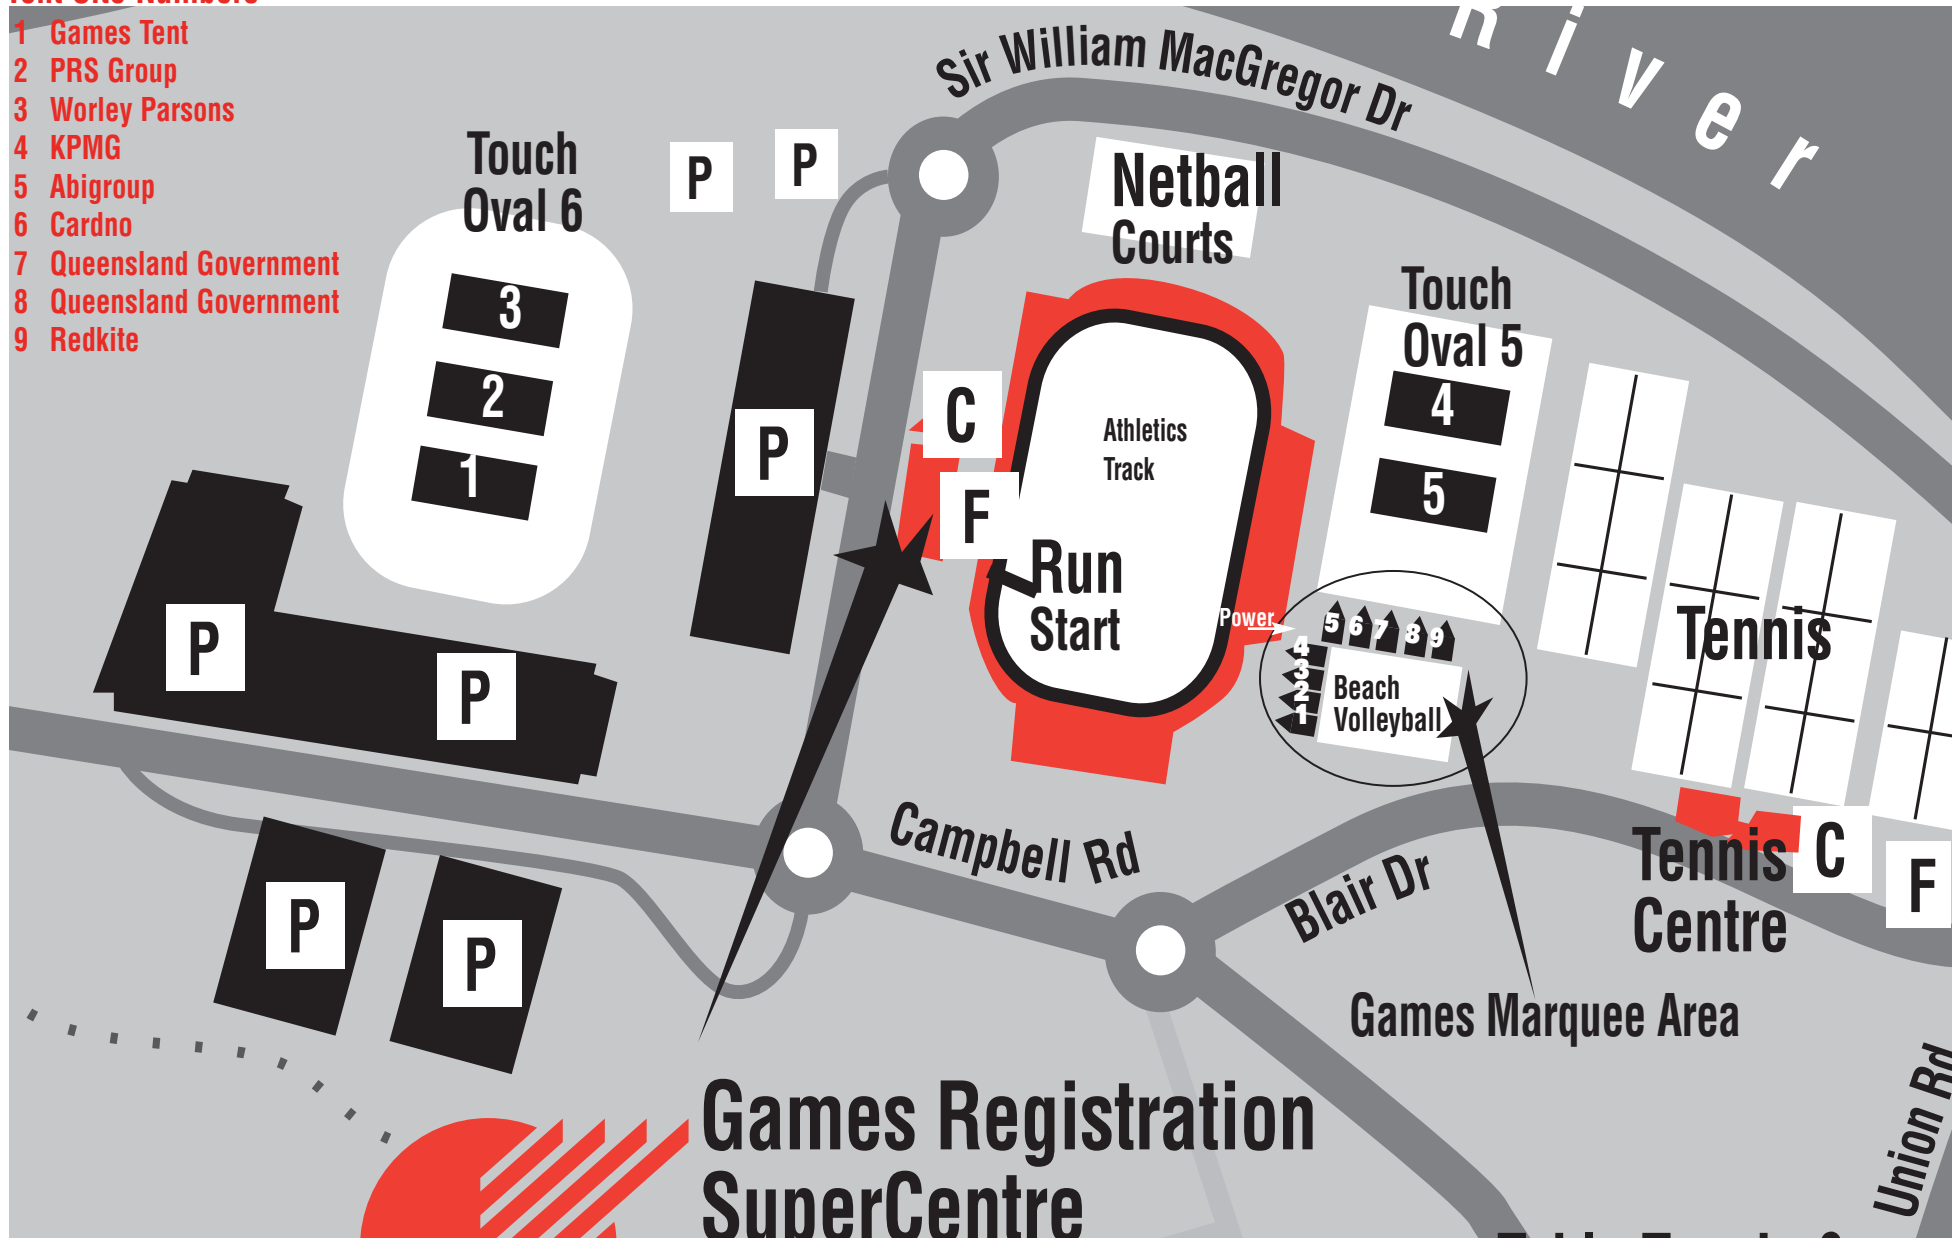 Tent Site Numbers
1 Games Tent
2 PRS Group
3 Worley Parsons
4 KPMG
5 Abigroup
6 Cardno
7 Queensland Government
8 Queensland Government
9 Redkite
River
Sir William MacGregor Dr
Touch
Oval 6
P
P
Netball
Courts
3
2
1
Touch
Oval 5
4
5
P
C
F
Athletics
Track
Run
Start
Power
5 6 7 8 9
4
3
2
1
Beach
Volleyball
Tennis
P
P
Campbell Rd
Blair Dr
Tennis
Centre
C
F
P
P
Games Marquee Area
Union Rd
Games Registration
SuperCentre